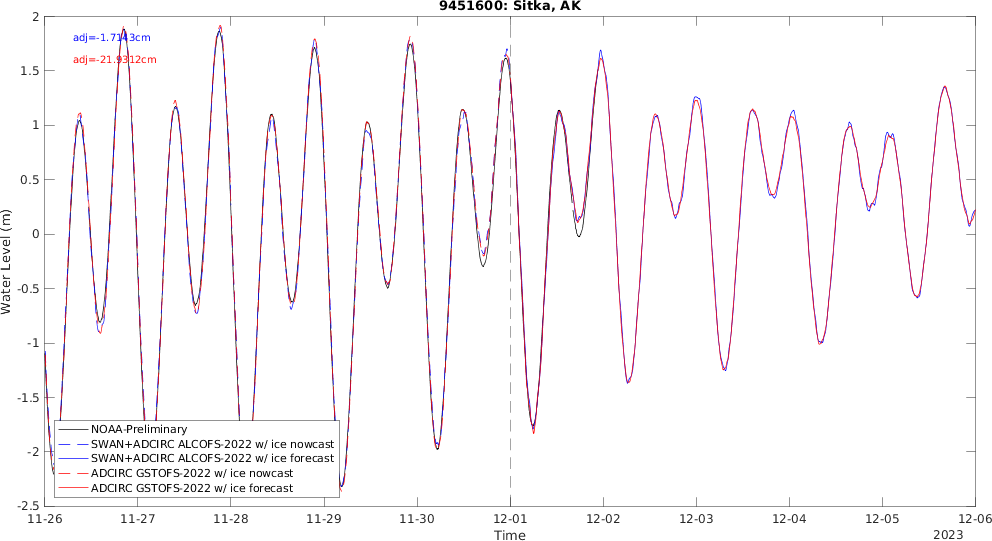 9451600: Sitka, AK
adj=-1.7143cm
adj=-21.9312cm
Water Level (m)
2
1.5
1
0.5
0
-0.5
-1
-1.5
-2
-2.5
NOAA-Preliminary
SWAN+ADCIRC ALCOFS-2022 w/ ice nowcast
SWAN+ADCIRC ALCOFS-2022 w/ ice forecast
ADCIRC GSTOFS-2022 w/ ice nowcast
ADCIRC GSTOFS-2022 w/ ice forecast
11-26 11-27 11-28 11-29 11-30 12-01 12-02 12-03 12-04 12-05 12-06
Time
2023